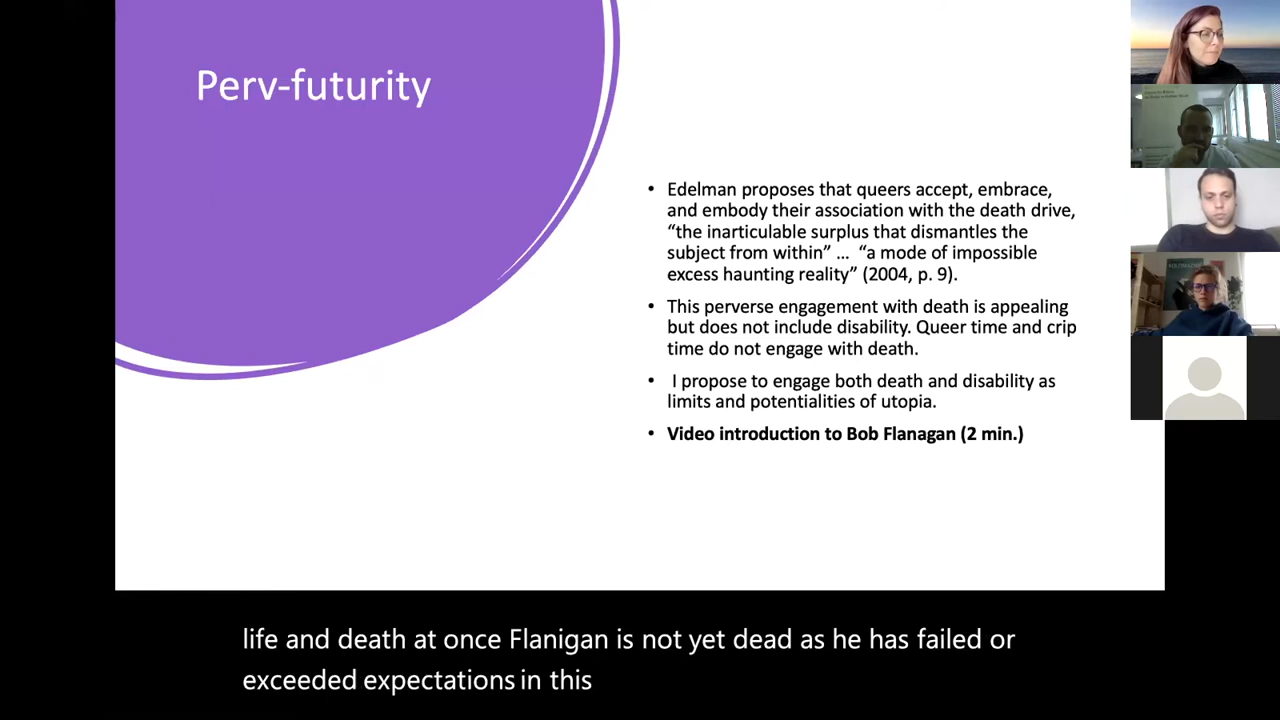 Perv-futurity
• Edelman proposes that queers accept, embrace,
and embody their association with the death drive,
“the inarticulable surplus that dismantles the
subject from within” … “a mode of impossible
excess haunting reality” (2004, p. 9).
• This perverse engagement with death is appealing
but does not include disability. Queer time and crip
time do not engage with death.
• I propose to engage both death and disability as
limits and potentialities of utopia.
• Video introduction to Bob Flanagan (2 min.)
life and death at once Flanigan is not yet dead as he has failed or
exceeded expectations in this